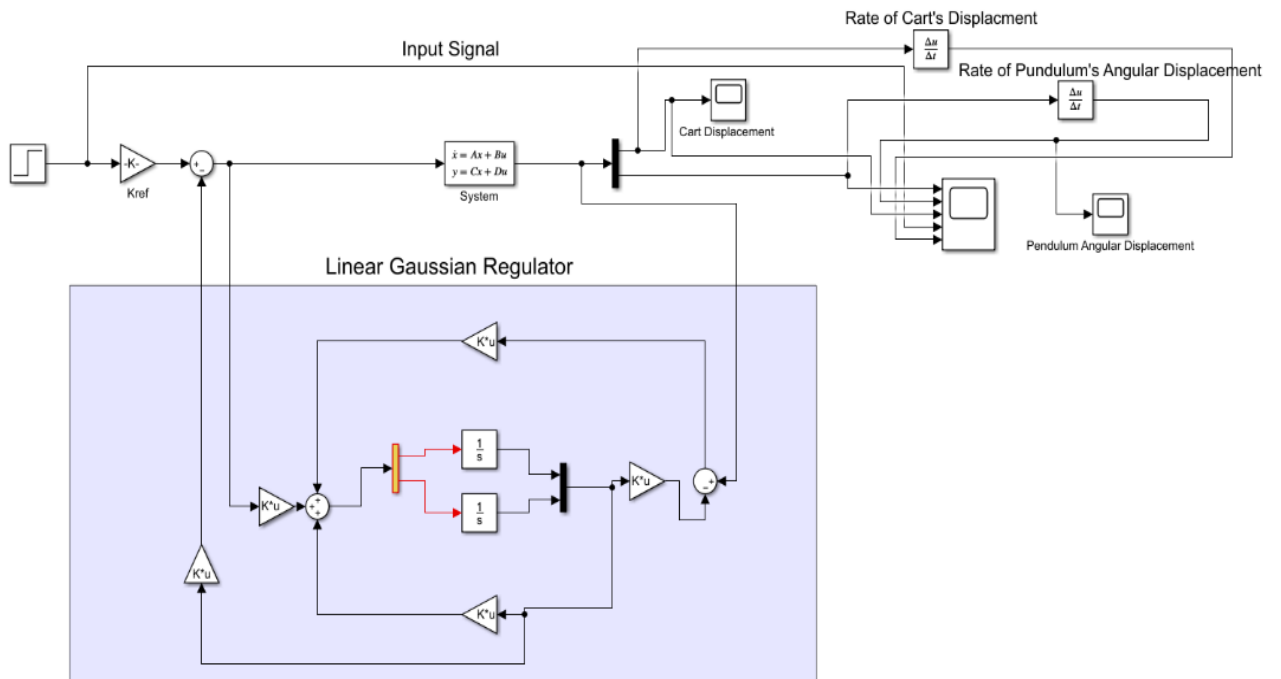 Rate of Cart's Displacment
Input Signal
Δu
Δt
Rate of Pundulum's Angular Displacement
Δu
Δt
Cart Displacement
-K-
Kref
+
−
ẋ = Ax + Bu
y = Cx + Du
System
Pendulum Angular Displacement
Linear Gaussian Regulator
K*u
1
s
K*u
− +
K*u
+
+ +
1
s
K*u
K*u